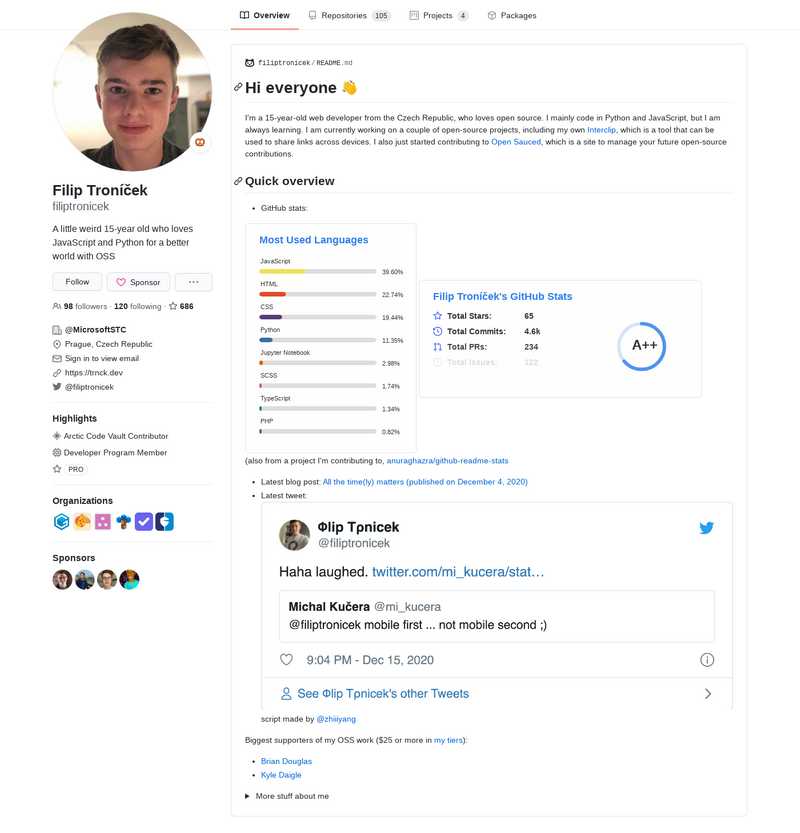 Overview
Repositories 105
Projects 4
Packages
Filip Troníček
filiptronicek
A little weird 15-year old who loves
JavaScript and Python for a better
world with OSS
Follow
Sponsor
98 followers · 120 following · 686
@MicrosoftSTC
Prague, Czech Republic
Sign in to view email
https://trnck.dev
@filiptronicek
Highlights
Arctic Code Vault Contributor
Developer Program Member
PRO
Organizations
Sponsors
filiptronicek/README.md
Hi everyone 👋
I'm a 15-year-old web developer from the Czech Republic, who loves open source. I mainly code in Python and JavaScript, but I am
always learning. I am currently working on a couple of open-source projects, including my own Interclip, which is a tool that can be
used to share links across devices. I also just started contributing to Open Sauced, which is a site to manage your future open-source
contributions.
Quick overview
• GitHub stats:
Most Used Languages
JavaScript
39.60%
HTML
22.74%
CSS
19.44%
Python
11.35%
Jupyter Notebook
2.98%
SCSS
1.74%
TypeScript
1.34%
PHP
0.82%
Filip Troníček's GitHub Stats
Total Stars: 65
Total Commits: 4.6k
Total PRs: 234
Total Issues: 122
A++
(also from a project I'm contributing to, anuraghazra/github-readme-stats
• Latest blog post: All the time(ly) matters (published on December 4, 2020)
• Latest tweet:
Φlip Tρnicek
@filiptronicek
Haha laughed. twitter.com/mi_kucera/stat…
Michal Kučera @mi_kucera
@filiptronicek mobile first ... not mobile second ;)
9:04 PM - Dec 15, 2020
See Φlip Tρnicek's other Tweets
script made by @zhiiiyang
Biggest supporters of my OSS work ($25 or more in my tiers):
• Brian Douglas
• Kyle Daigle
More stuff about me